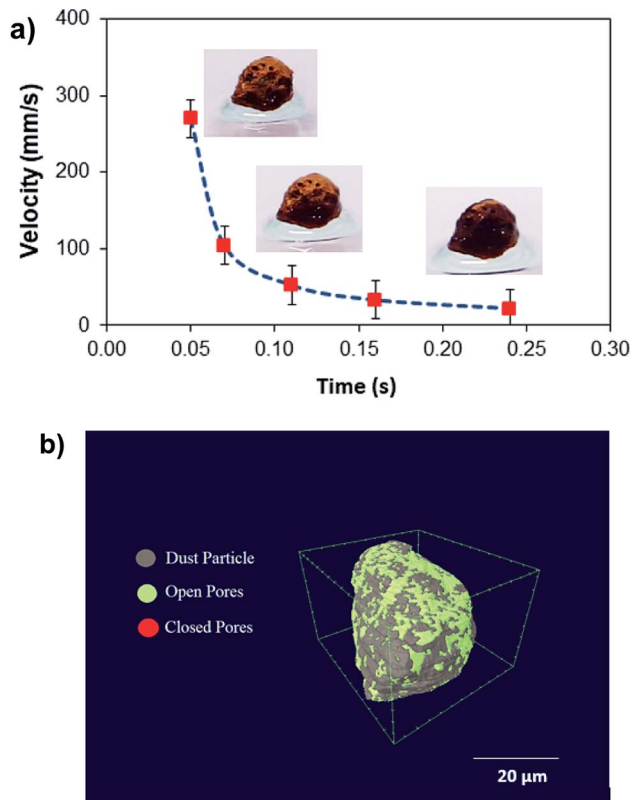 a)
400
300
200
100
0
Velocity (mm/s)
0.00 0.05 0.10 0.15 0.20 0.25 0.30
Time (s)
b)
Dust Particle
Open Pores
Closed Pores
20 µm